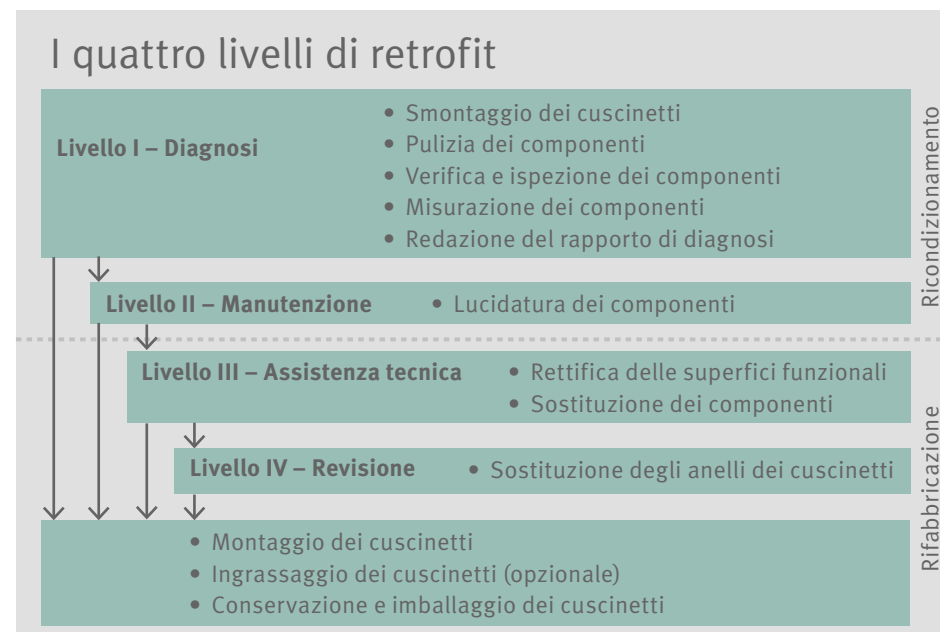 I quattro livelli di retrofit
Livello I – Diagnosi
• Smontaggio dei cuscinetti
• Pulizia dei componenti
• Verifica e ispezione dei componenti
• Misurazione dei componenti
• Redazione del rapporto di diagnosi
Ricondizionamento
Livello II – Manutenzione
• Lucidatura dei componenti
Livello III – Assistenza tecnica
• Rettifica delle superfici funzionali
• Sostituzione dei componenti
Livello IV – Revisione
• Sostituzione degli anelli dei cuscinetti
Rifabbricazione
• Montaggio dei cuscinetti
• Ingrassaggio dei cuscinetti (opzionale)
• Conservazione e imballaggio dei cuscinetti